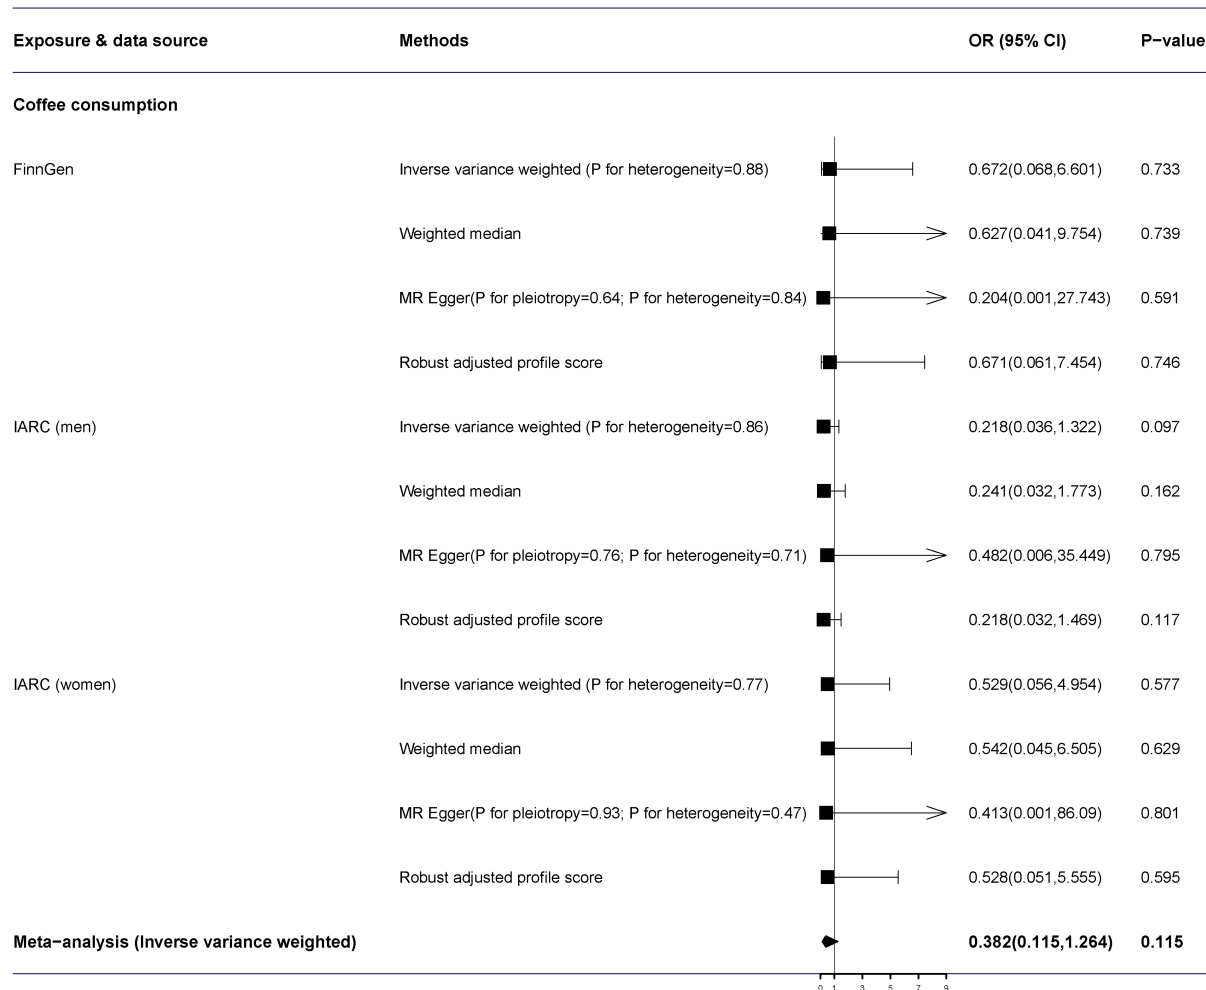 Exposure & data source Methods OR (95% CI) P−value
Coffee consumption
FinnGen Inverse variance weighted (P for heterogeneity=0.88) 0.672(0.068,6.601) 0.733
Weighted median 0.627(0.041,9.754) 0.739
MR Egger(P for pleiotropy=0.64; P for heterogeneity=0.84) 0.204(0.001,27.743) 0.591
Robust adjusted profile score 0.671(0.061,7.454) 0.746
IARC (men) Inverse variance weighted (P for heterogeneity=0.86) 0.218(0.036,1.322) 0.097
Weighted median 0.241(0.032,1.773) 0.162
MR Egger(P for pleiotropy=0.76; P for heterogeneity=0.71) 0.482(0.006,35.449) 0.795
Robust adjusted profile score 0.218(0.032,1.469) 0.117
IARC (women) Inverse variance weighted (P for heterogeneity=0.77) 0.529(0.056,4.954) 0.577
Weighted median 0.542(0.045,6.505) 0.629
MR Egger(P for pleiotropy=0.93; P for heterogeneity=0.47) 0.413(0.001,86.09) 0.801
Robust adjusted profile score 0.528(0.051,5.555) 0.595
Meta−analysis (Inverse variance weighted) 0.382(0.115,1.264) 0.115
0 1 3 5 7 9